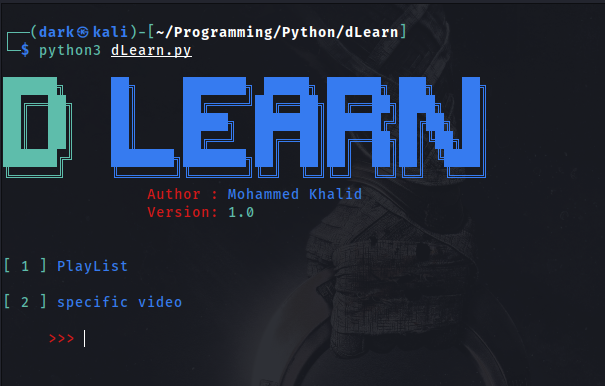 ┌──(dark㉿kali)-[~/Programming/Python/dLearn]
└─$ python3 dLearn.py
D LEARN
Author : Mohammed Khalid
Version: 1.0
[ 1 ] PlayList
[ 2 ] specific video
>>>